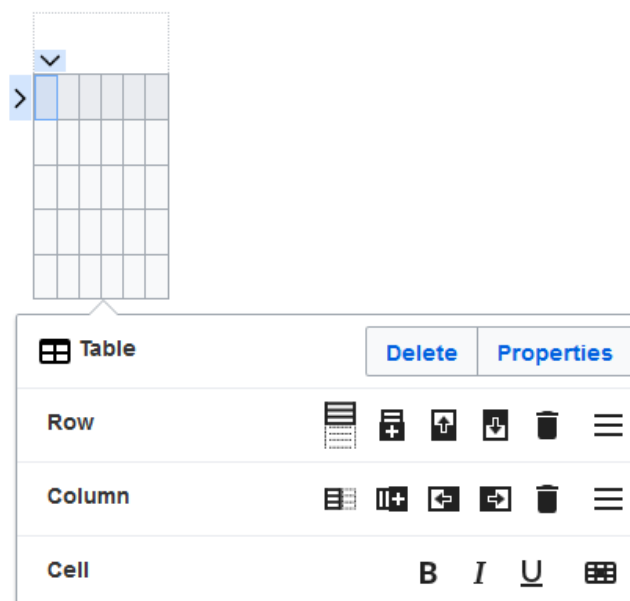 Table
Delete
Properties
Row
Column
Cell
B I U